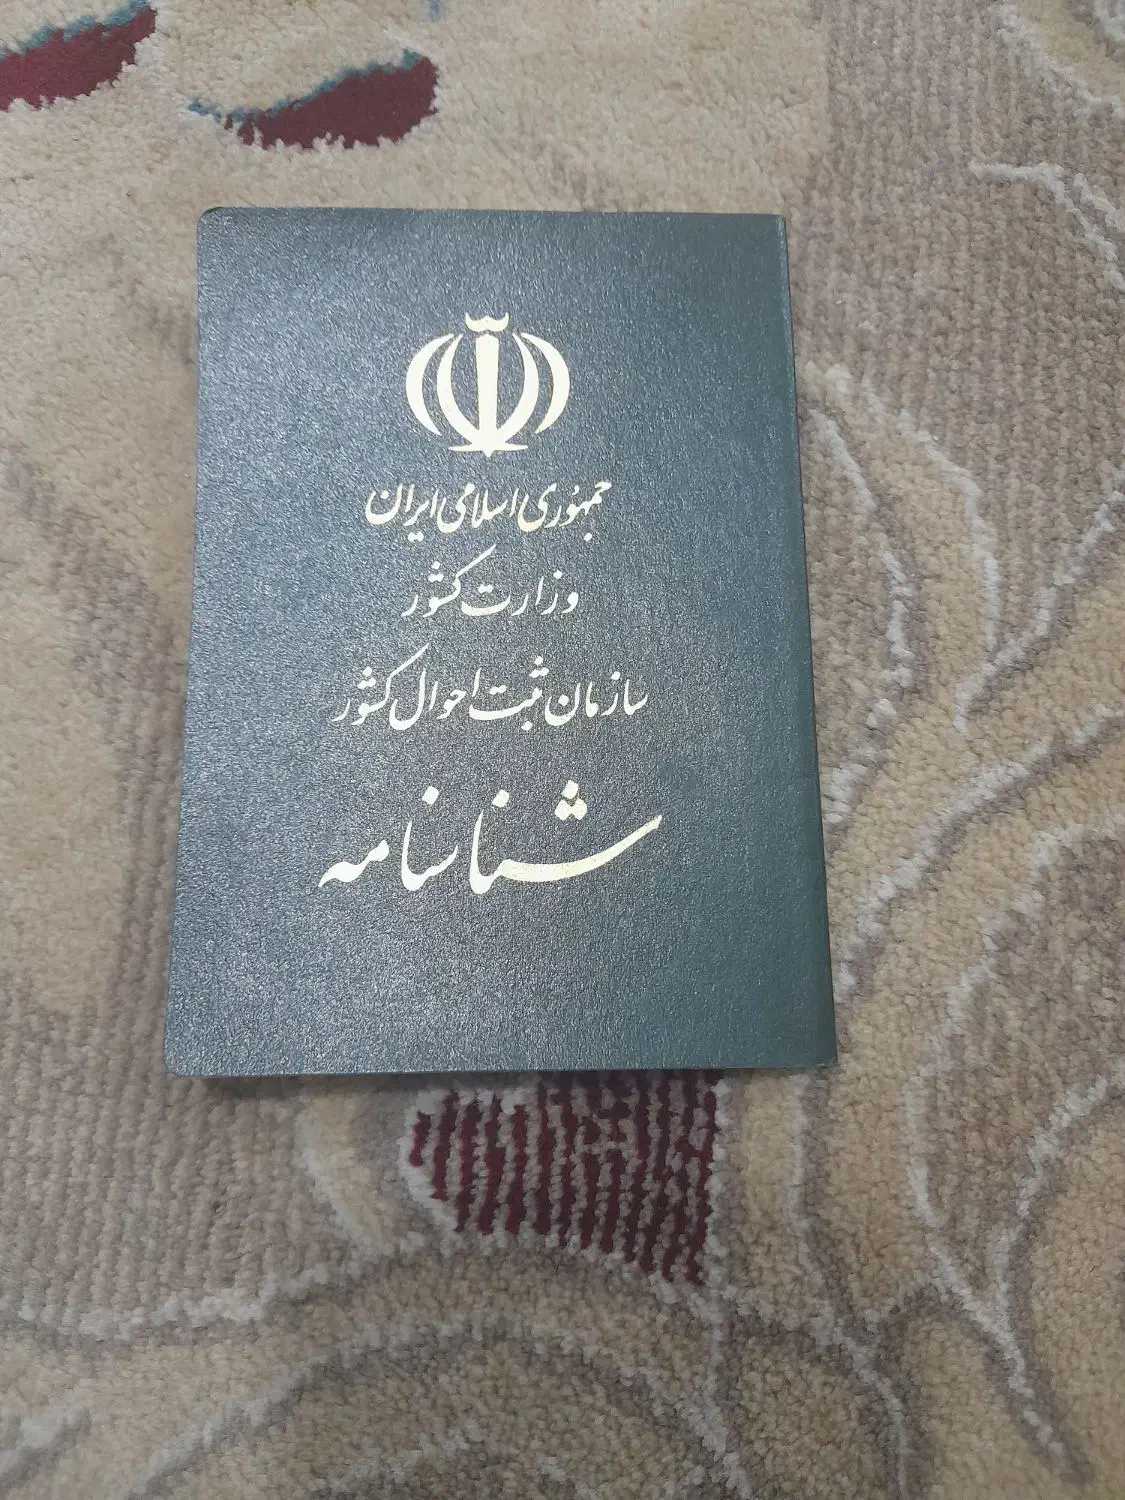 جمهوری اسلامی ایران
وزارت کشور
سازمان ثبت احوال کشور
شناسنامه